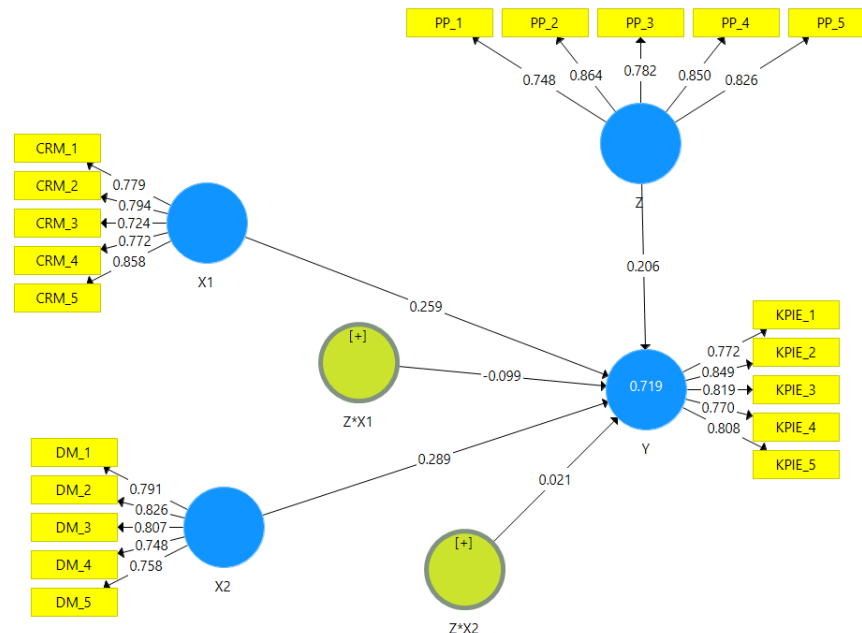 PP_1 PP_2 PP_3 PP_4 PP_5
0.748 0.864 0.782 0.850 0.826
Z
0.206
CRM_1
CRM_2
CRM_3
CRM_4
CRM_5
0.779
0.794
0.724
0.772
0.858
X1
0.259
[+]
Z*X1
-0.099
DM_1
DM_2
DM_3
DM_4
DM_5
0.791
0.826
0.807
0.748
0.758
X2
0.289
[+]
Z*X2
0.021
0.719
Y
0.772
0.849
0.819
0.770
0.808
KPIE_1
KPIE_2
KPIE_3
KPIE_4
KPIE_5